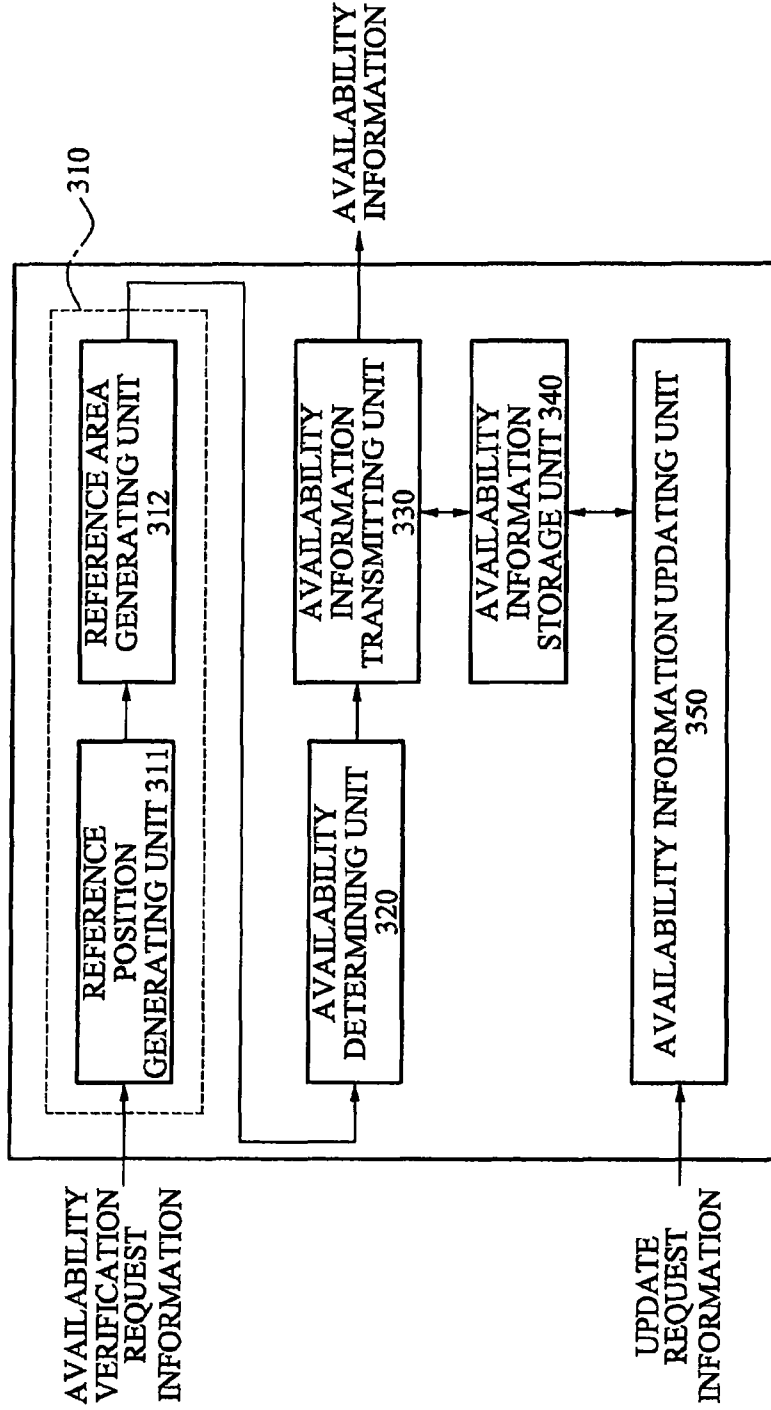 AVAILABILITY
VERIFICATION
REQUEST
INFORMATION
310
REFERENCE
POSITION
GENERATING UNIT 311
REFERENCE AREA
GENERATING UNIT
312
AVAILABILITY
DETERMINING UNIT
320
AVAILABILITY
INFORMATION
TRANSMITTING UNIT
330
AVAILABILITY
INFORMATION
AVAILABILITY
INFORMATION
STORAGE UNIT 340
UPDATE
REQUEST
INFORMATION
AVAILABILITY INFORMATION UPDATING UNIT
350